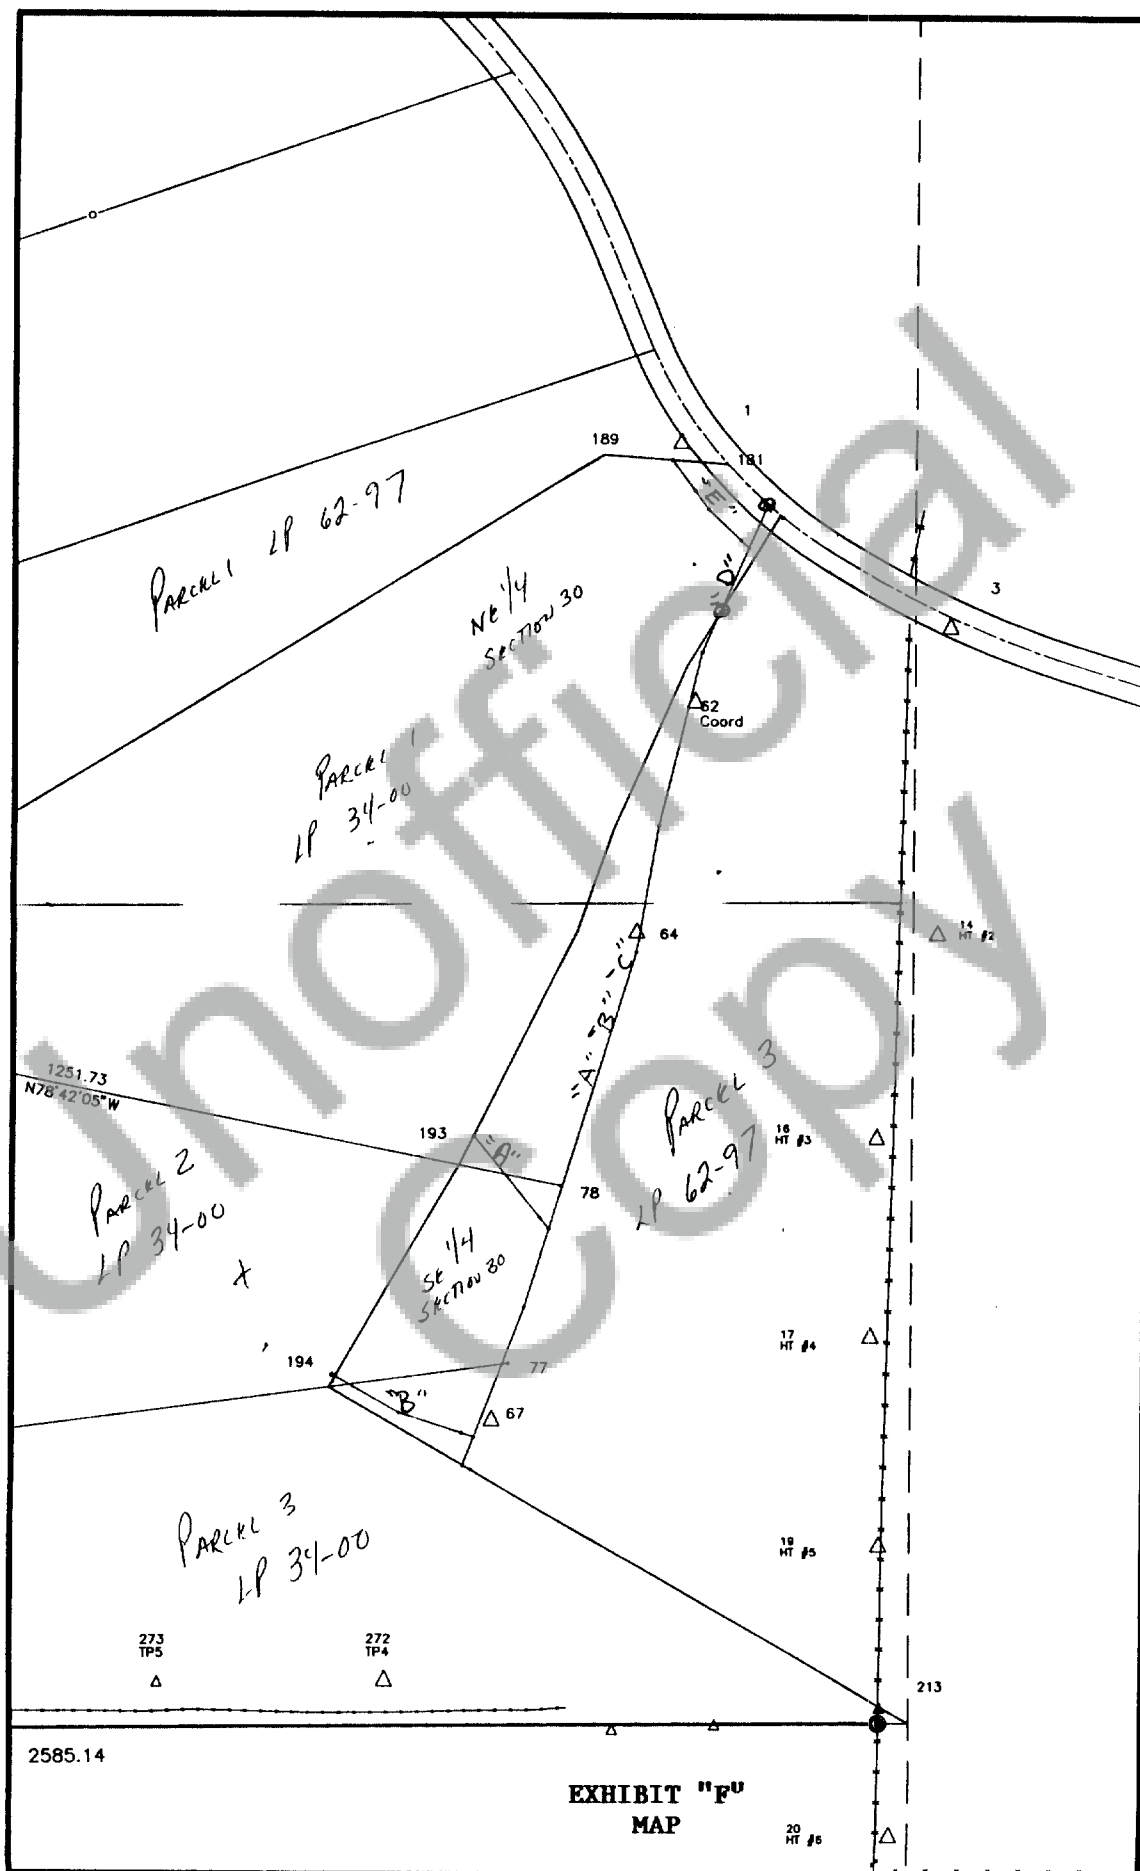 1
189
181
"E"
PARCEL 1 LP 62-97
3
NE 1/4
SECTION 30
"D"
62
Coord
PARCEL 1
LP 34-00
64
14
HT #2
"A" "B" "C"
1251.73
N78°42'05"W
PARCEL 3
LP 62-97
193
"A"
16
HT #3
78
PARCEL 2
LP 34-00
SE 1/4
SECTION 30
17
HT #4
194
77
"B"
67
PARCEL 3
LP 34-00
19
HT #5
273
TP5
272
TP4
213
2585.14
EXHIBIT "F"
MAP
20
HT #6
Unofficial
Copy